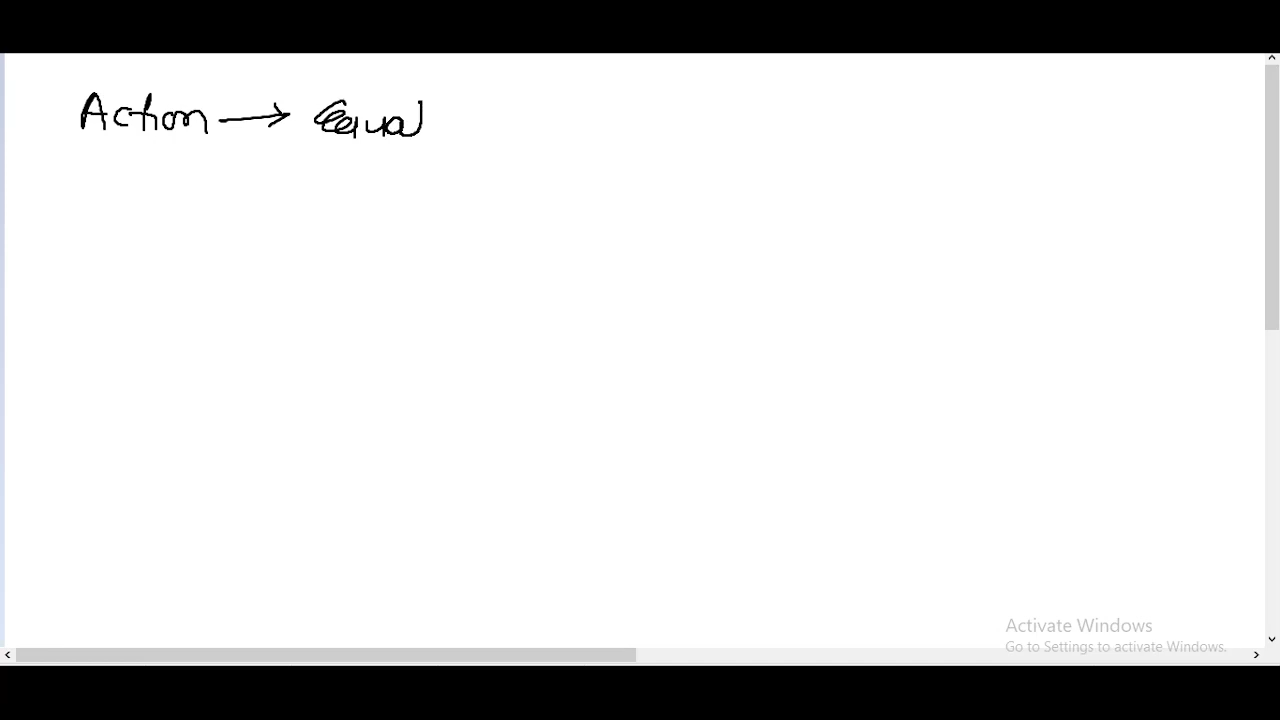 Action → Equal
Activate Windows
Go to Settings to activate Windows.